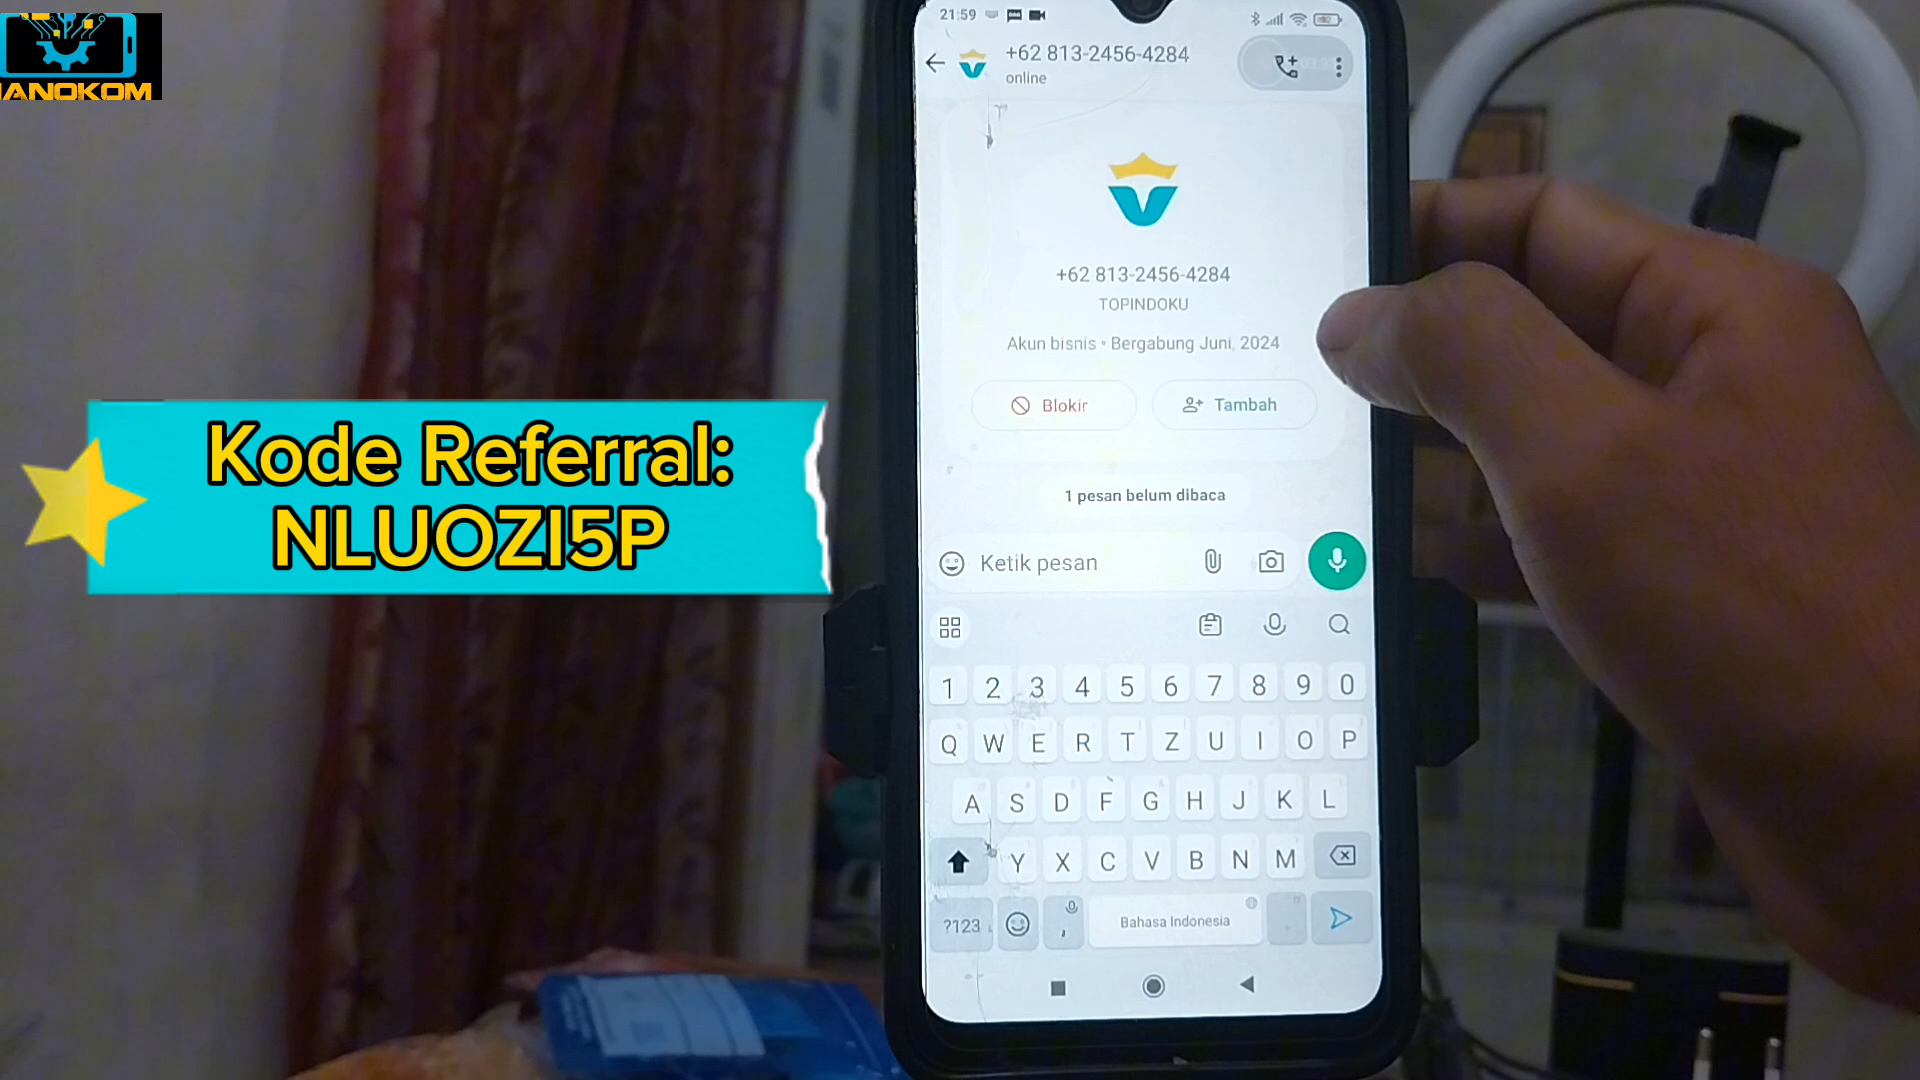 ANOKOM
Kode Referral:
NLUOZI5P
21:59
+62 813-2456-4284
online
+62 813-2456-4284
TOPINDOKU
Akun bisnis • Bergabung Juni, 2024
Blokir
Tambah
1 pesan belum dibaca
Ketik pesan
1 2 3 4 5 6 7 8 9 0
Q W E R T Z U I O P
A S D F G H J K L
Y X C V B N M
?123 , Bahasa Indonesia .